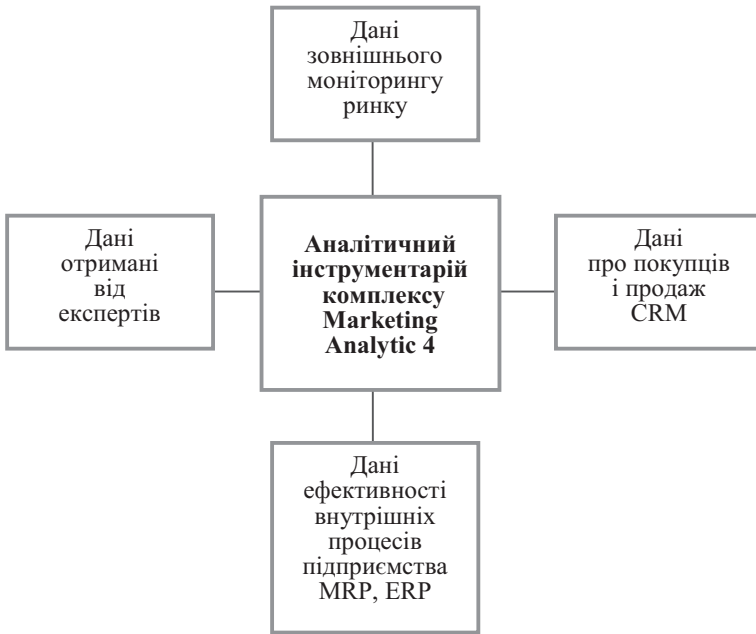 Дані
зовнішнього
моніторингу
ринку
Дані
отримані
від
експертів
Аналітичний
інструментарій
комплексу
Marketing
Analytic 4
Дані
про покупців
і продаж
CRM
Дані
ефективності
внутрішніх
процесів
підприємства
MRP, ERP